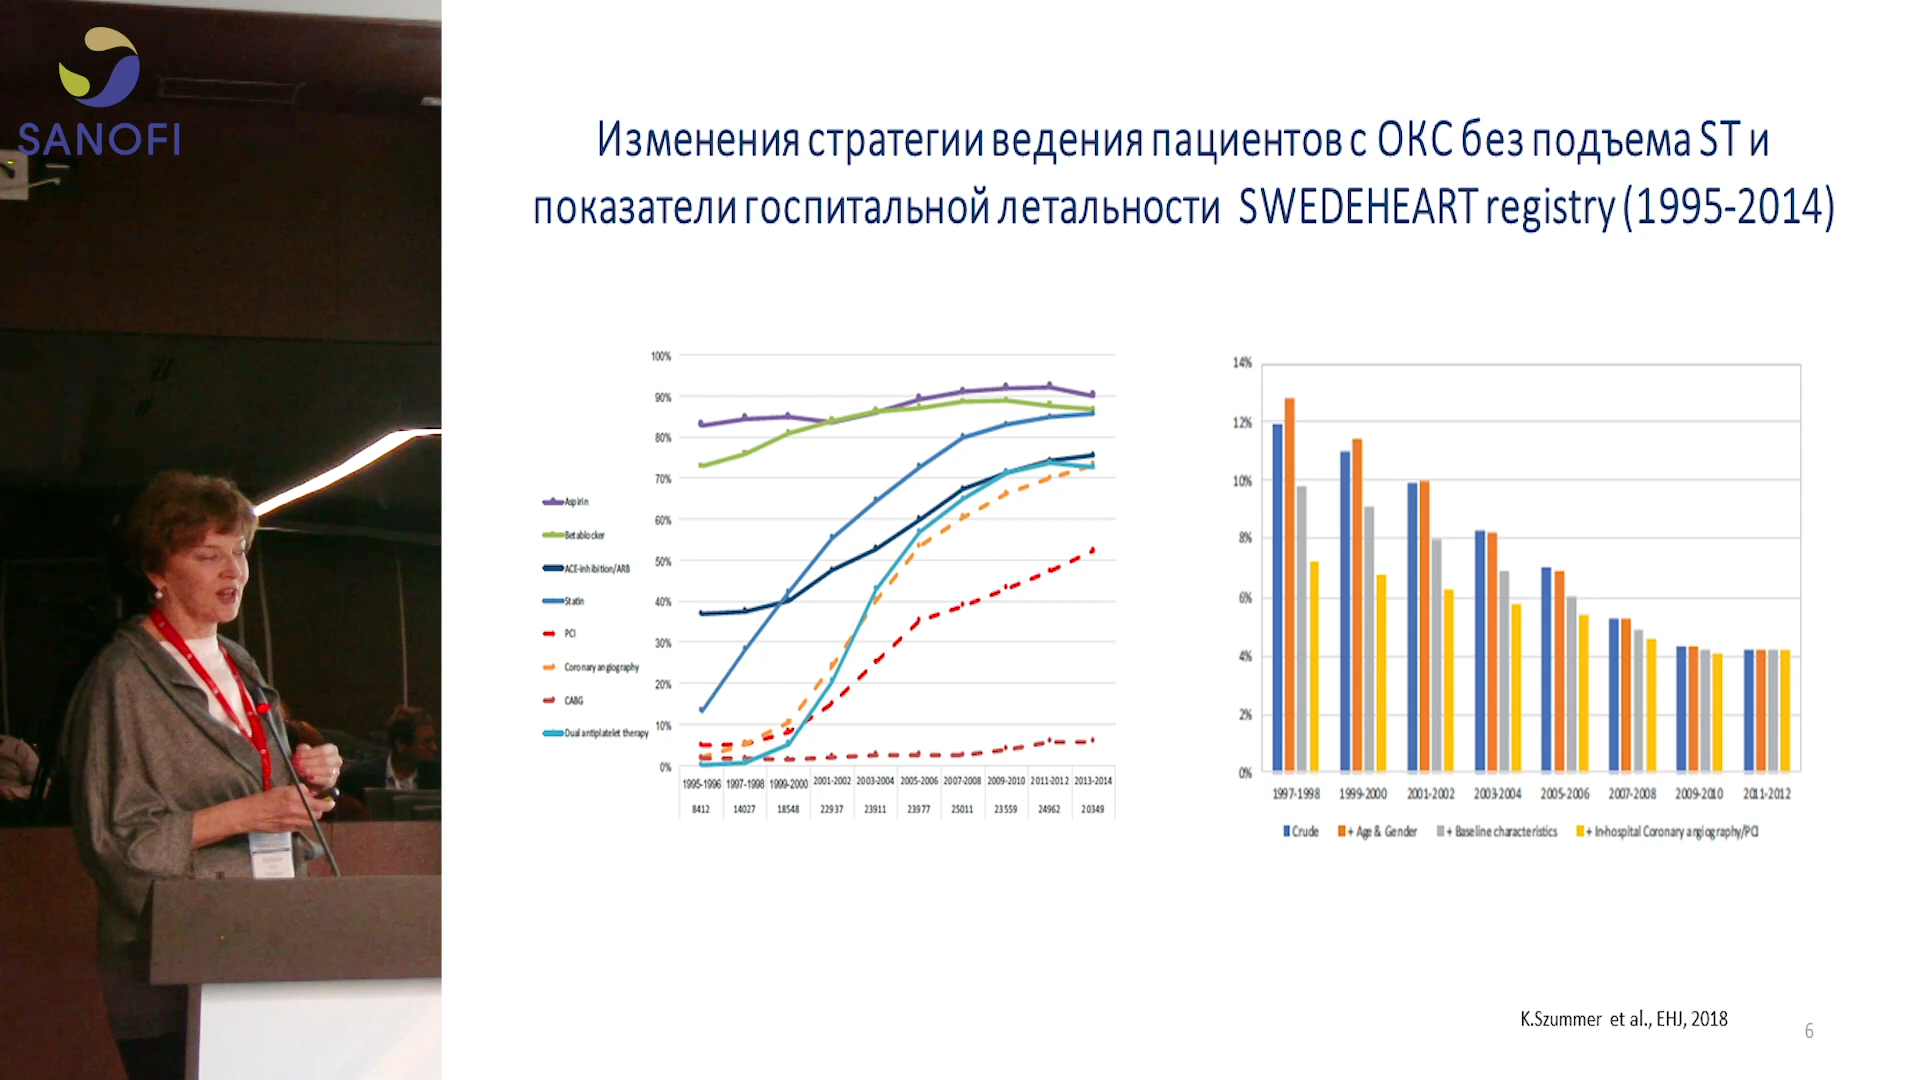 SANOFI
Изменения стратегии ведения пациентов с ОКС без подъема ST и
показатели госпитальной летальности SWEDEHEART registry (1995-2014)
100%
90%
80%
70%
60%
50%
40%
30%
20%
10%
0%
Aspirin
Betablocker
ACE-inhibition/ARB
Statin
PCI
Coronary angiography
CABG
Dual antiplatelet therapy
1995-1996 1997-1998 1999-2000 2001-2002 2003-2004 2005-2006 2007-2008 2009-2010 2011-2012 2013-2014
8412 14027 18548 22937 23911 23977 25011 23559 24962 20349
14%
12%
10%
8%
6%
4%
2%
0%
1997-1998 1999-2000 2001-2002 2003-2004 2005-2006 2007-2008 2009-2010 2011-2012
Crude + Age & Gender + Baseline characteristics + In-hospital Coronary angiography/PCI
K.Szummer et al., EHJ, 2018
6